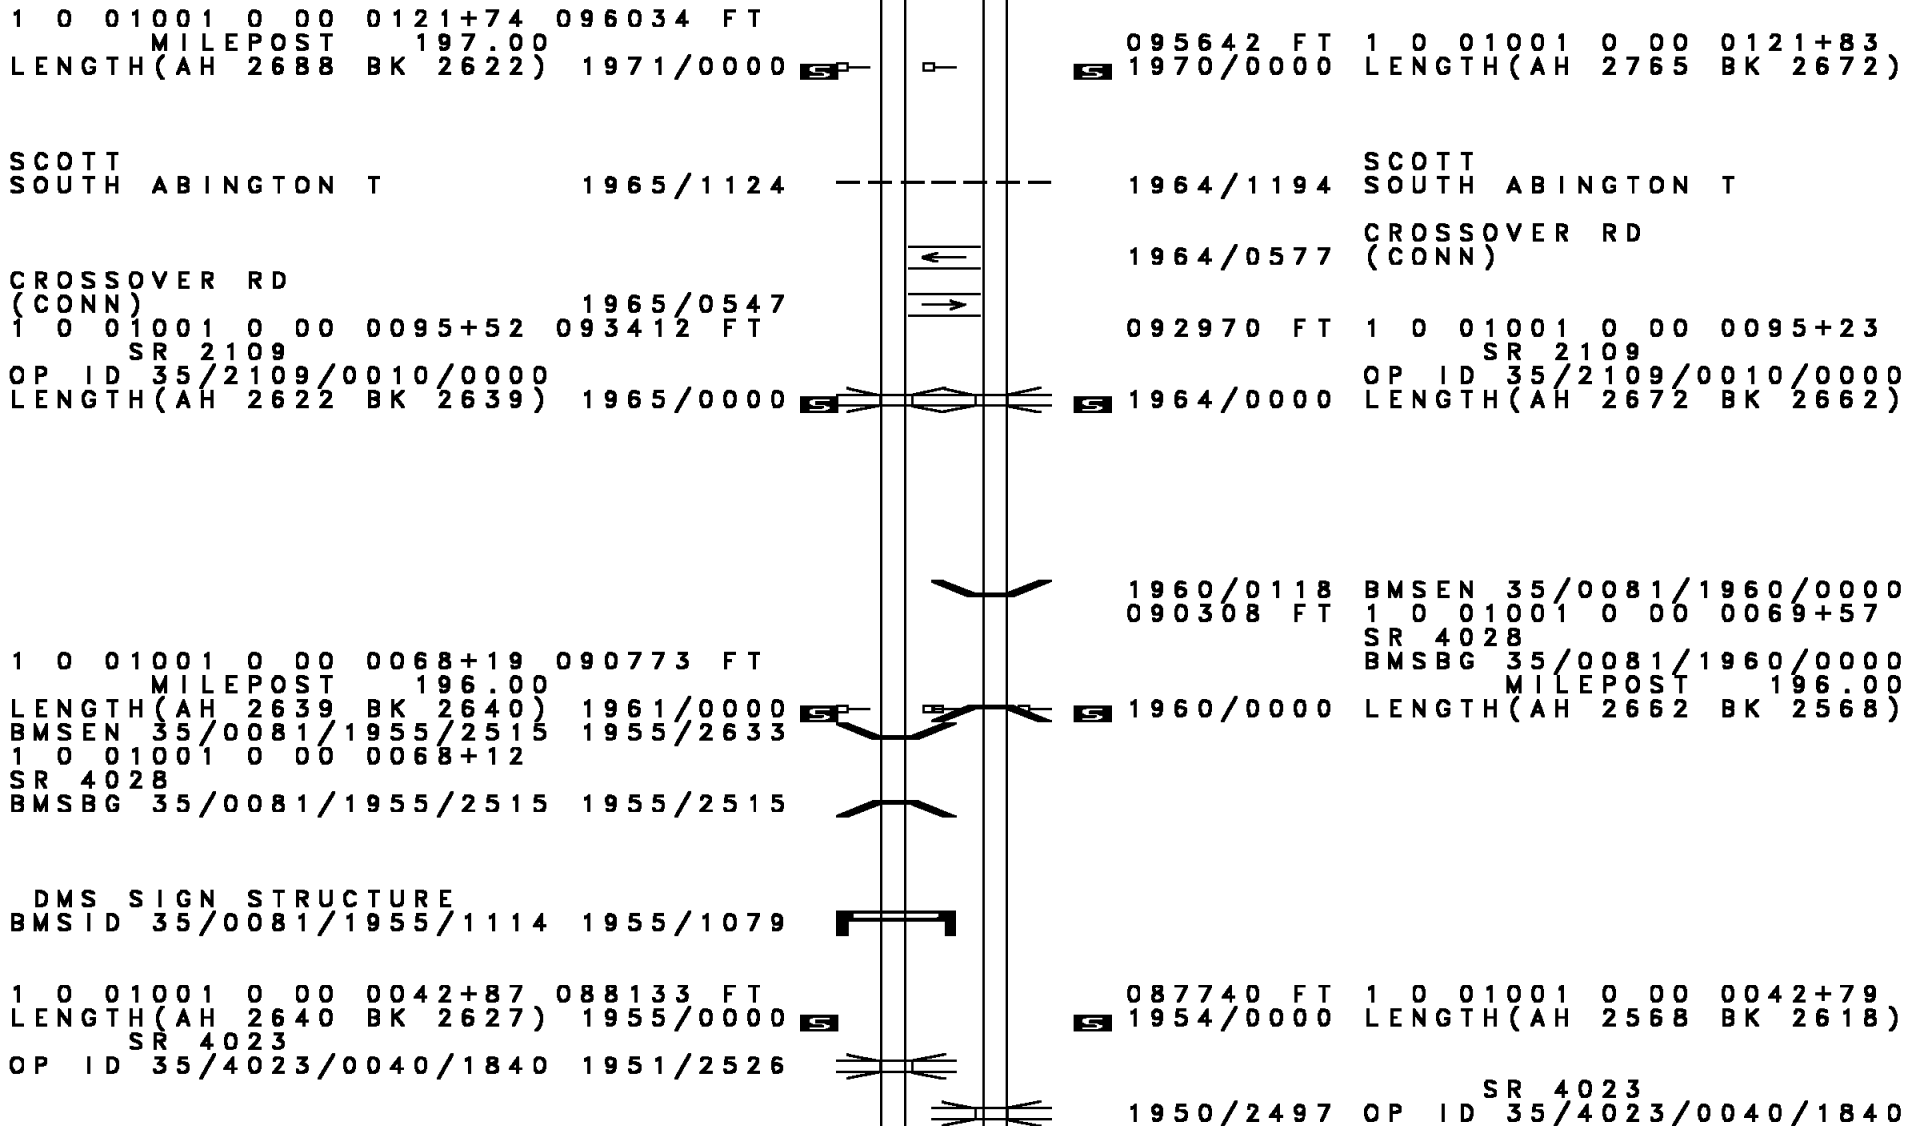 1 0 01001 0 00 0121+74 096034 FT
MILEPOST 197.00
095642 FT 1 0 01001 0 00 0121+83
LENGTH(AH 2688 BK 2622) 1971/0000 S
S 1970/0000 LENGTH(AH 2765 BK 2672)
SCOTT
SCOTT
SOUTH ABINGTON T 1965/1124
1964/1194 SOUTH ABINGTON T
CROSSOVER RD
1964/0577 (CONN)
CROSSOVER RD
(CONN) 1965/0547
1 0 01001 0 00 0095+52 093412 FT
092970 FT 1 0 01001 0 00 0095+23
SR 2109
SR 2109
OP ID 35/2109/0010/0000
OP ID 35/2109/0010/0000
LENGTH(AH 2622 BK 2639) 1965/0000 S
S 1964/0000 LENGTH(AH 2672 BK 2662)
1960/0118 BMSEN 35/0081/1960/0000
090308 FT 1 0 01001 0 00 0069+57
SR 4028
1 0 01001 0 00 0068+19 090773 FT
BMSBG 35/0081/1960/0000
MILEPOST 196.00
MILEPOST 196.00
LENGTH(AH 2639 BK 2640) 1961/0000 S
S 1960/0000 LENGTH(AH 2662 BK 2568)
BMSEN 35/0081/1955/2515 1955/2633
1 0 01001 0 00 0068+12
SR 4028
BMSBG 35/0081/1955/2515 1955/2515
DMS SIGN STRUCTURE
BMSID 35/0081/1955/1114 1955/1079
1 0 01001 0 00 0042+87 088133 FT
087740 FT 1 0 01001 0 00 0042+79
LENGTH(AH 2640 BK 2627) 1955/0000 S
S 1954/0000 LENGTH(AH 2568 BK 2618)
SR 4023
OP ID 35/4023/0040/1840 1951/2526
SR 4023
1950/2497 OP ID 35/4023/0040/1840